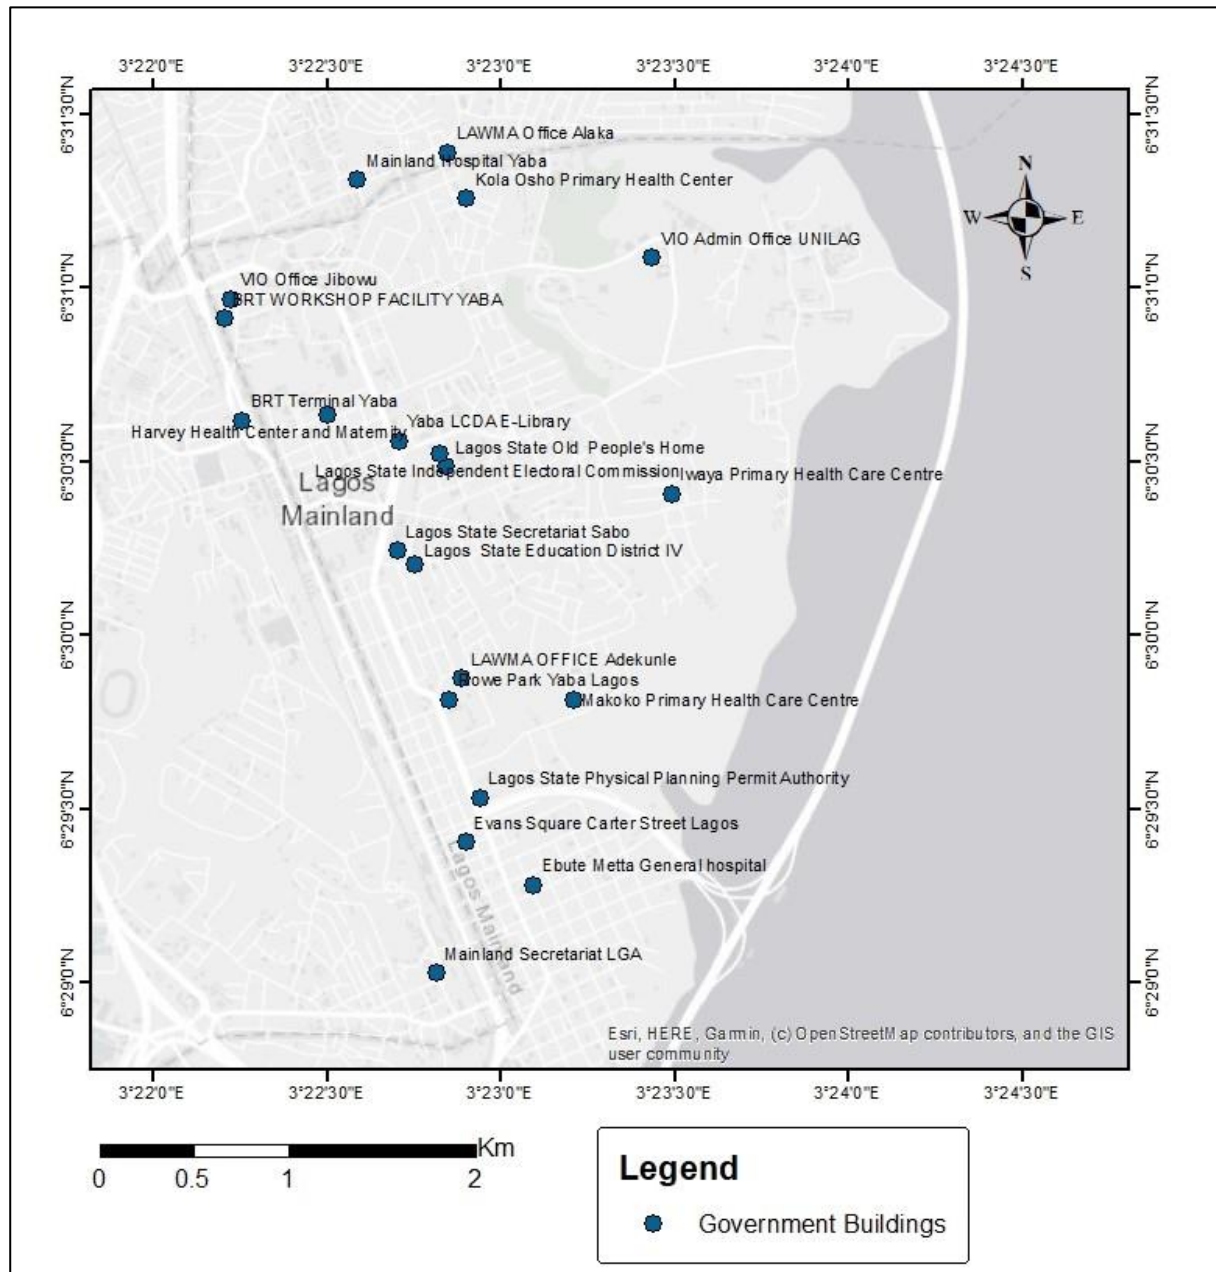 3°22'0"E 3°22'30"E 3°23'0"E 3°23'30"E 3°24'0"E 3°24'30"E
6°31'30"N 6°31'30"N
LAWMA Office Alaka
Mainland Hospital Yaba
Kola Osho Primary Health Center
N
W E
S
VIO Admin Office UNILAG
6°31'0"N 6°31'0"N
VIO Office Jibowu
BRT WORKSHOP FACILITY YABA
BRT Terminal Yaba
Yaba LCDA E-Library
Harvey Health Center and Maternity
Lagos State Old People's Home
6°30'30"N 6°30'30"N
Lagos State Independent Electoral Commission
Iwaya Primary Health Care Centre
Lagos
Mainland
Lagos State Secretariat Sabo
Lagos State Education District IV
6°30'0"N 6°30'0"N
LAWMA OFFICE Adekunle
Rowe Park Yaba Lagos
Makoko Primary Health Care Centre
Lagos State Physical Planning Permit Authority
6°29'30"N 6°29'30"N
Evans Square Carter Street Lagos
Ebute Metta General hospital
Lagos Mainland
Mainland Secretariat LGA
6°29'0"N 6°29'0"N
Esri, HERE, Garmin, (c) OpenStreetMap contributors, and the GIS
user community
3°22'0"E 3°22'30"E 3°23'0"E 3°23'30"E 3°24'0"E 3°24'30"E
Km
0 0.5 1 2
Legend
Government Buildings